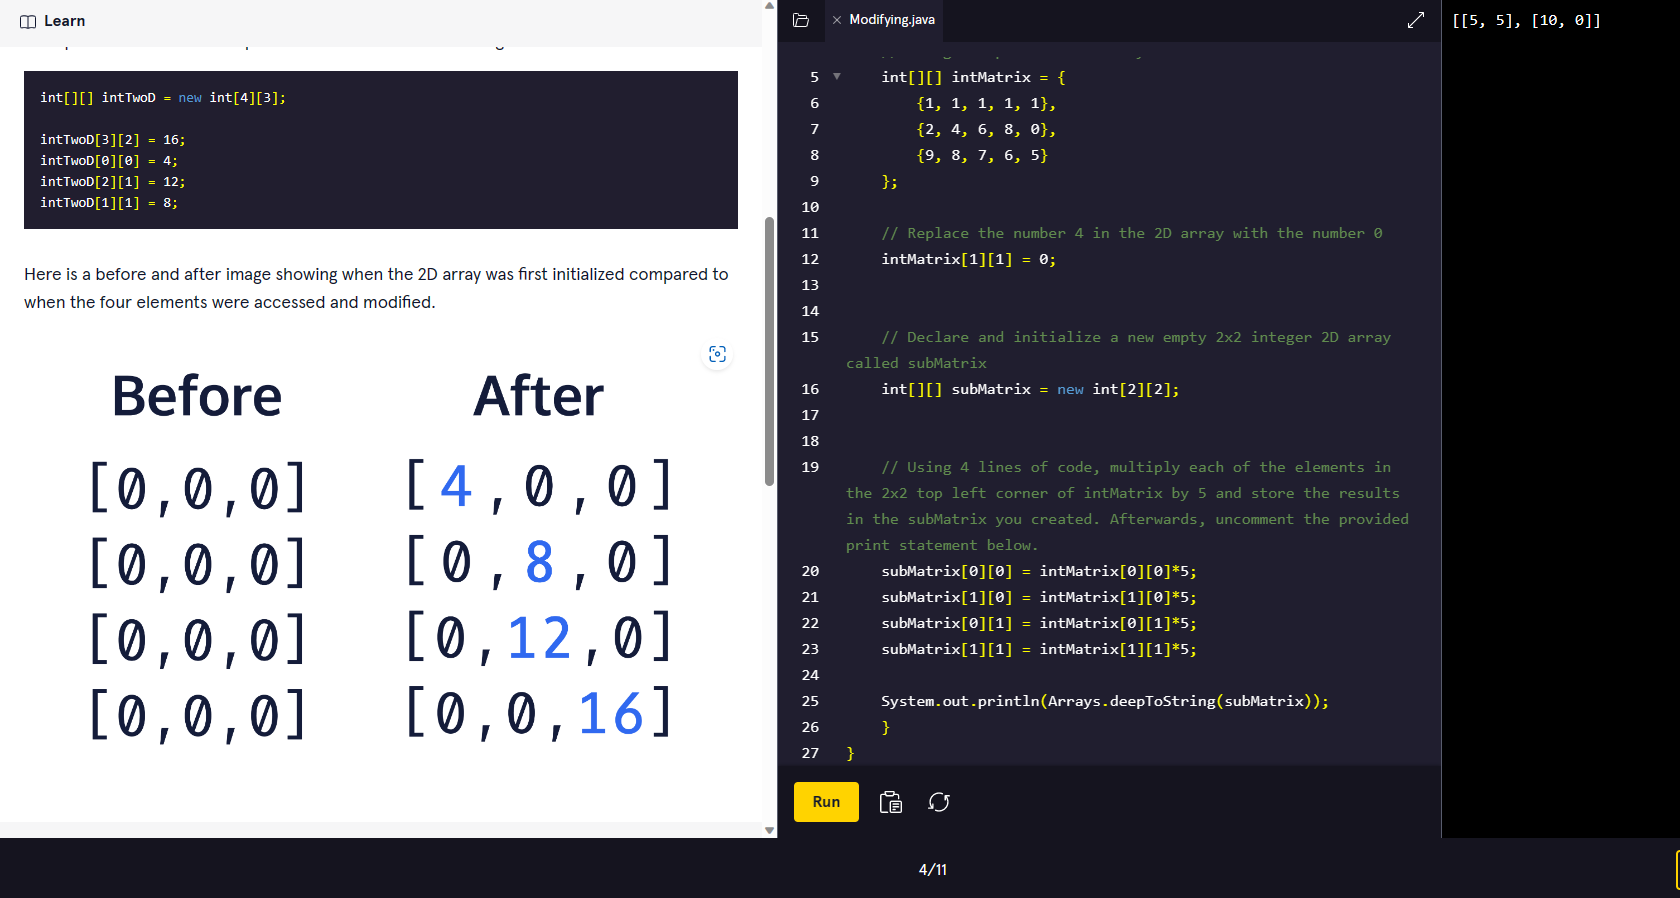 Learn
int[][] intTwoD = new int[4][3];
intTwoD[3][2] = 16;
intTwoD[0][0] = 4;
intTwoD[2][1] = 12;
intTwoD[1][1] = 8;
Here is a before and after image showing when the 2D array was first initialized compared to
when the four elements were accessed and modified.
Before
[0,0,0]
[0,0,0]
[0,0,0]
[0,0,0]
After
[4,0,0]
[0,8,0]
[0,12,0]
[0,0,16]
Modifying.java
5 int[][] intMatrix = {
6 {1, 1, 1, 1, 1},
7 {2, 4, 6, 8, 0},
8 {9, 8, 7, 6, 5}
9 };
10
11 // Replace the number 4 in the 2D array with the number 0
12 intMatrix[1][1] = 0;
13
14
15 // Declare and initialize a new empty 2x2 integer 2D array
called subMatrix
16 int[][] subMatrix = new int[2][2];
17
18
19 // Using 4 lines of code, multiply each of the elements in
the 2x2 top left corner of intMatrix by 5 and store the results
in the subMatrix you created. Afterwards, uncomment the provided
print statement below.
20 subMatrix[0][0] = intMatrix[0][0]*5;
21 subMatrix[1][0] = intMatrix[1][0]*5;
22 subMatrix[0][1] = intMatrix[0][1]*5;
23 subMatrix[1][1] = intMatrix[1][1]*5;
24
25 System.out.println(Arrays.deepToString(subMatrix));
26 }
27 }
Run
[[5, 5], [10, 0]]
4/11